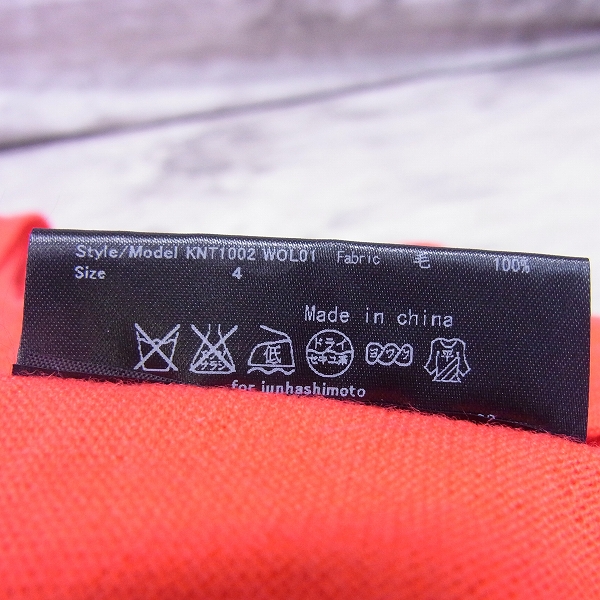 Style/Model KNT1002 WOL01 Fabric 毛 100%
Size 4
Made in china
低 ドライ セキユ系 ヨワク 平
for junhashimoto